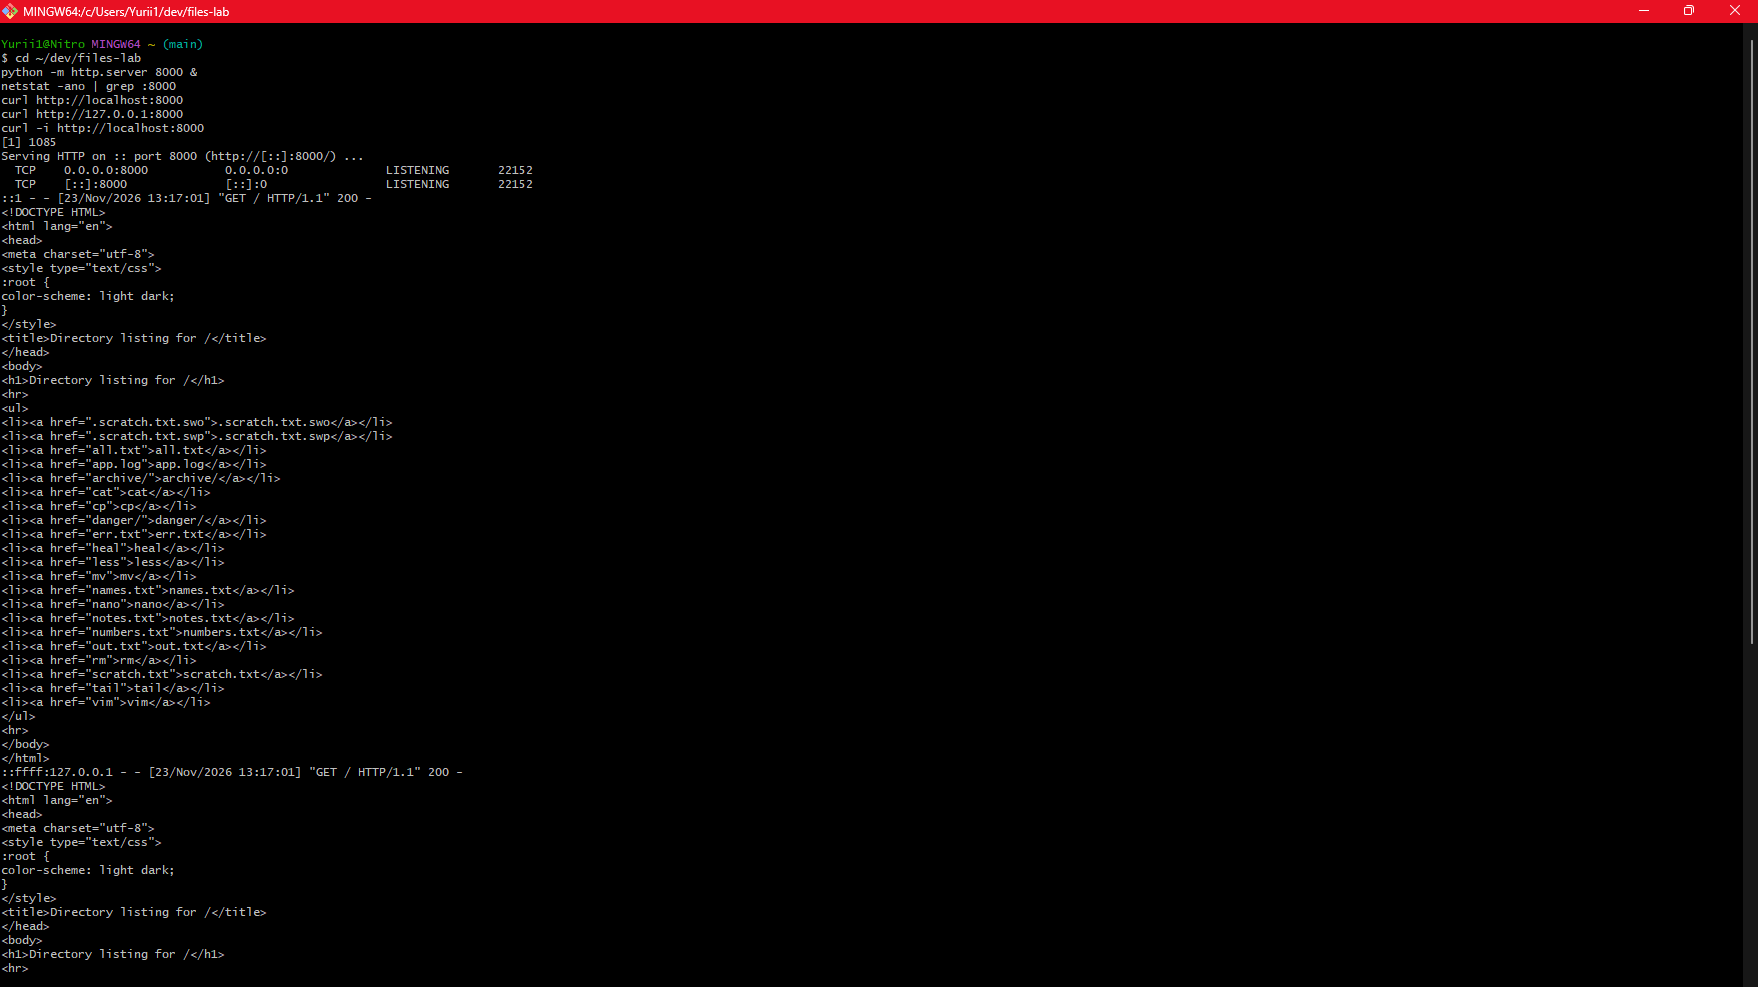 MINGW64:/c/Users/Yurii1/dev/files-lab
Yurii1@Nitro MINGW64 ~ (main)
$ cd ~/dev/files-lab
python -m http.server 8000 &
netstat -ano | grep :8000
curl http://localhost:8000
curl http://127.0.0.1:8000
curl -i http://localhost:8000
[1] 1085
Serving HTTP on :: port 8000 (http://[::]:8000/) ...
  TCP    0.0.0.0:8000           0.0.0.0:0              LISTENING       22152
  TCP    [::]:8000              [::]:0                 LISTENING       22152
::1 - - [23/Nov/2026 13:17:01] "GET / HTTP/1.1" 200 -
<!DOCTYPE HTML>
<html lang="en">
<head>
<meta charset="utf-8">
<style type="text/css">
:root {
color-scheme: light dark;
}
</style>
<title>Directory listing for /</title>
</head>
<body>
<h1>Directory listing for /</h1>
<hr>
<ul>
<li><a href=".scratch.txt.swo">.scratch.txt.swo</a></li>
<li><a href=".scratch.txt.swp">.scratch.txt.swp</a></li>
<li><a href="all.txt">all.txt</a></li>
<li><a href="app.log">app.log</a></li>
<li><a href="archive/">archive/</a></li>
<li><a href="cat">cat</a></li>
<li><a href="cp">cp</a></li>
<li><a href="danger/">danger/</a></li>
<li><a href="err.txt">err.txt</a></li>
<li><a href="heal">heal</a></li>
<li><a href="less">less</a></li>
<li><a href="mv">mv</a></li>
<li><a href="names.txt">names.txt</a></li>
<li><a href="nano">nano</a></li>
<li><a href="notes.txt">notes.txt</a></li>
<li><a href="numbers.txt">numbers.txt</a></li>
<li><a href="out.txt">out.txt</a></li>
<li><a href="rm">rm</a></li>
<li><a href="scratch.txt">scratch.txt</a></li>
<li><a href="tail">tail</a></li>
<li><a href="vim">vim</a></li>
</ul>
<hr>
</body>
</html>
::ffff:127.0.0.1 - - [23/Nov/2026 13:17:01] "GET / HTTP/1.1" 200 -
<!DOCTYPE HTML>
<html lang="en">
<head>
<meta charset="utf-8">
<style type="text/css">
:root {
color-scheme: light dark;
}
</style>
<title>Directory listing for /</title>
</head>
<body>
<h1>Directory listing for /</h1>
<hr>